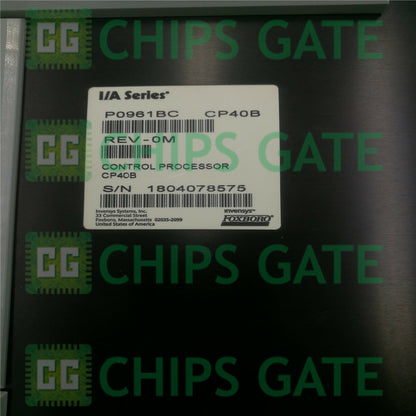 CG CHIPS GATE
I/A Series®
P0961BC CP40B
REV-0M
CONTROL PROCESSOR
CP40B
S/N 1804078575
Invensys Systems, Inc.
33 Commercial Street
Foxboro, Massachusetts 02035-2099
United States of America
invensys™
FOXBORO
CG CHIPS GATE
CG CHIPS GATE
CG CHIPS GATE